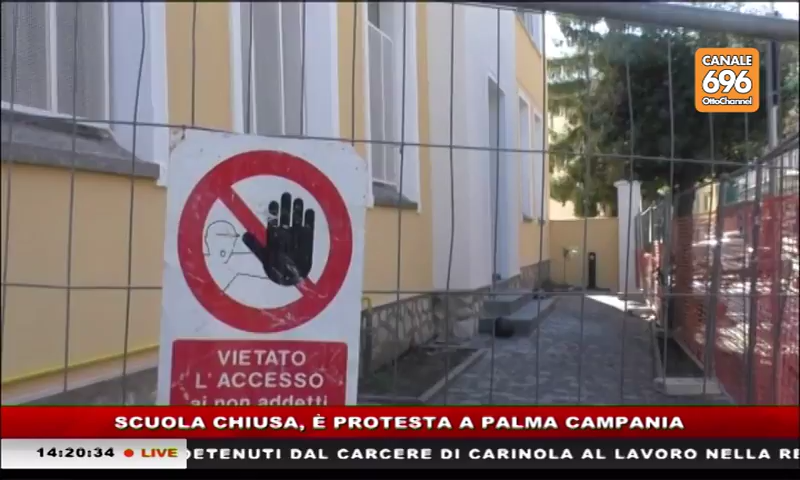 CANALE
696
OttoChannel
VIETATO
L'ACCESSO
ai non addetti
SCUOLA CHIUSA, È PROTESTA A PALMA CAMPANIA
14:20:34 LIVE DETENUTI DAL CARCERE DI CARINOLA AL LAVORO NELLA RE